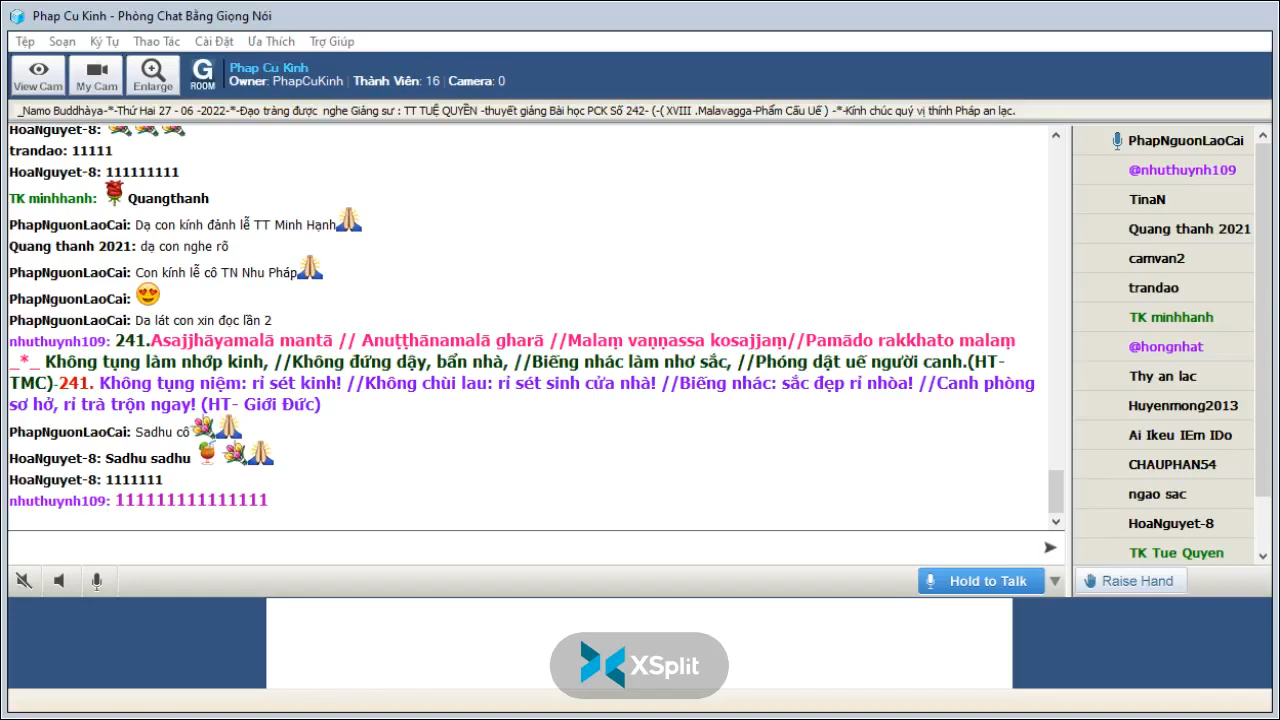 Phap Cu Kinh - Phòng Chat Bằng Giọng Nói
Tệp Soạn Ký Tự Thao Tác Cài Đặt Ưa Thích Trợ Giúp
View Cam My Cam Enlarge G ROOM
Phap Cu Kinh
Owner: PhapCuKinh | Thành Viên: 16 | Camera: 0
_Namo Buddhàya-*-Thứ Hai 27 - 06 -2022-*-Đạo tràng được nghe Giảng sư : TT TUỆ QUYỀN -thuyết giảng Bài học PCK Số 242- (-( XVIII .Malavagga-Phẩm Cấu Uế ) -*-Kính chúc quý vị thính Pháp an lạc.
HoaNguyet-8:
trandao: 11111
HoaNguyet-8: 111111111
TK minhhanh: Quangthanh
PhapNguonLaoCai: Dạ con kính đảnh lễ TT Minh Hạnh
Quang thanh 2021: dạ con nghe rõ
PhapNguonLaoCai: Con kính lễ cô TN Nhu Pháp
PhapNguonLaoCai:
PhapNguonLaoCai: Da lát con xin đọc lần 2
nhuthuynh109: 241.Asajjhāyamalā mantā // Anuṭṭhānamalā gharā //Malaṃ vaṇṇassa kosajjaṃ//Pamādo rakkhato malaṃ
_*_ Không tụng làm nhớp kinh, //Không đứng dậy, bẩn nhà, //Biếng nhác làm nhơ sắc, //Phóng dật uế người canh.(HT-
TMC)-241. Không tụng niệm: rỉ sét kinh! //Không chùi lau: rỉ sét sinh cửa nhà! //Biếng nhác: sắc đẹp rỉ nhòa! //Canh phòng
sơ hở, rỉ trà trộn ngay! (HT- Giới Đức)
PhapNguonLaoCai: Sadhu cô
HoaNguyet-8: Sadhu sadhu
HoaNguyet-8: 1111111
nhuthuynh109: 111111111111111
PhapNguonLaoCai
@nhuthuynh109
TinaN
Quang thanh 2021
camvan2
trandao
TK minhhanh
@hongnhat
Thy an lac
Huyenmong2013
Ai Ikeu IEm IDo
CHAUPHAN54
ngao sac
HoaNguyet-8
TK Tue Quyen
Hold to Talk
Raise Hand
XSplit